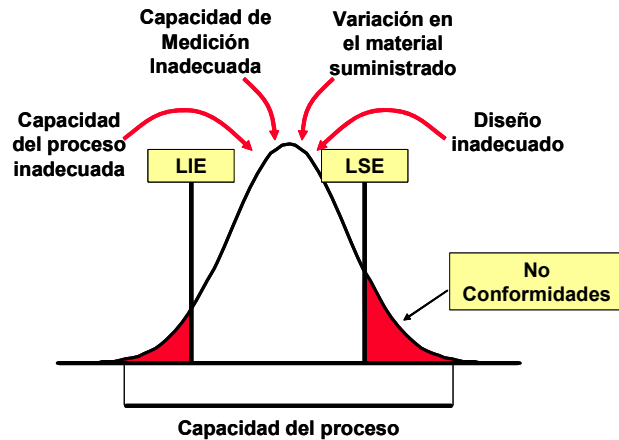 Capacidad de
Medición
Inadecuada
Variación en
el material
suministrado
Capacidad
del proceso
inadecuada
Diseño
inadecuado
LIE
LSE
No
Conformidades
Capacidad del proceso